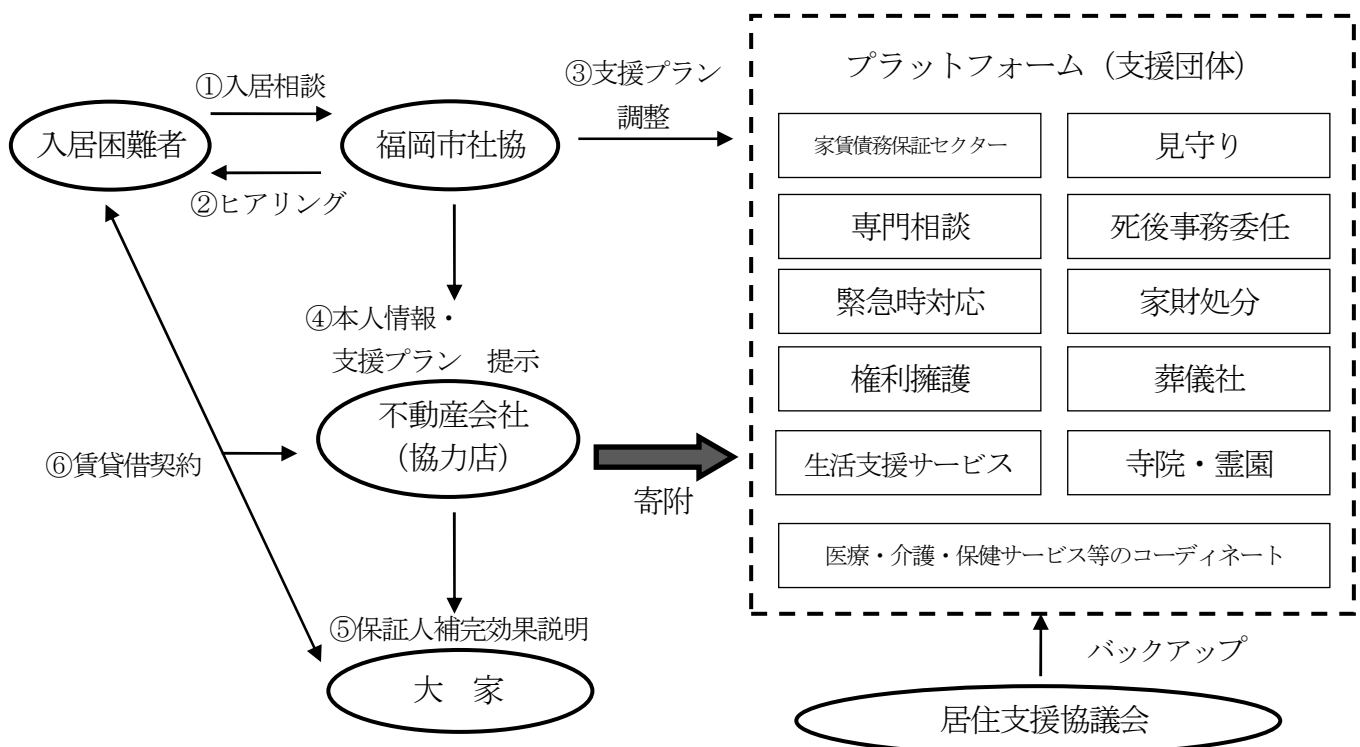 プラットフォーム（支援団体）
③支援プラン
調整
①入居相談
入居困難者
福岡市社協
②ヒアリング
家賃債務保証セクター
見守り
専門相談
死後事務委任
緊急時対応
家財処分
権利擁護
葬儀社
生活支援サービス
寺院・霊園
医療・介護・保健サービス等のコーディネート
④本人情報・
支援プラン　提示
不動産会社
（協力店）
⑥賃貸借契約
寄附
⑤保証人補完効果説明
大　家
バックアップ
居住支援協議会